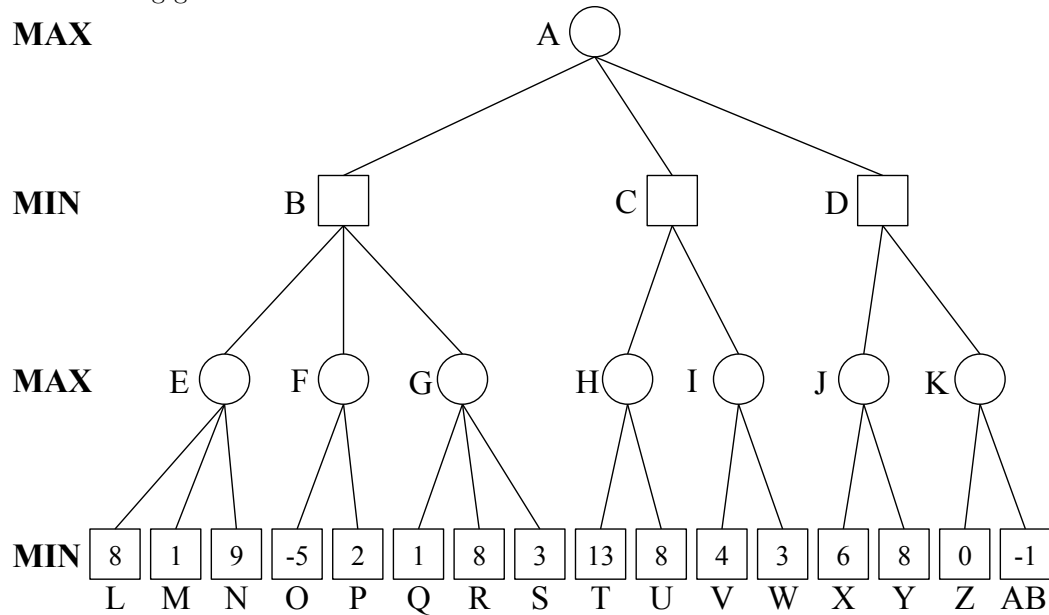 MAX A
MIN B C D
MAX E F G H I J K
MIN 8 1 9 -5 2 1 8 3 13 8 4 3 6 8 0 -1
L M N O P Q R S T U V W X Y Z AB